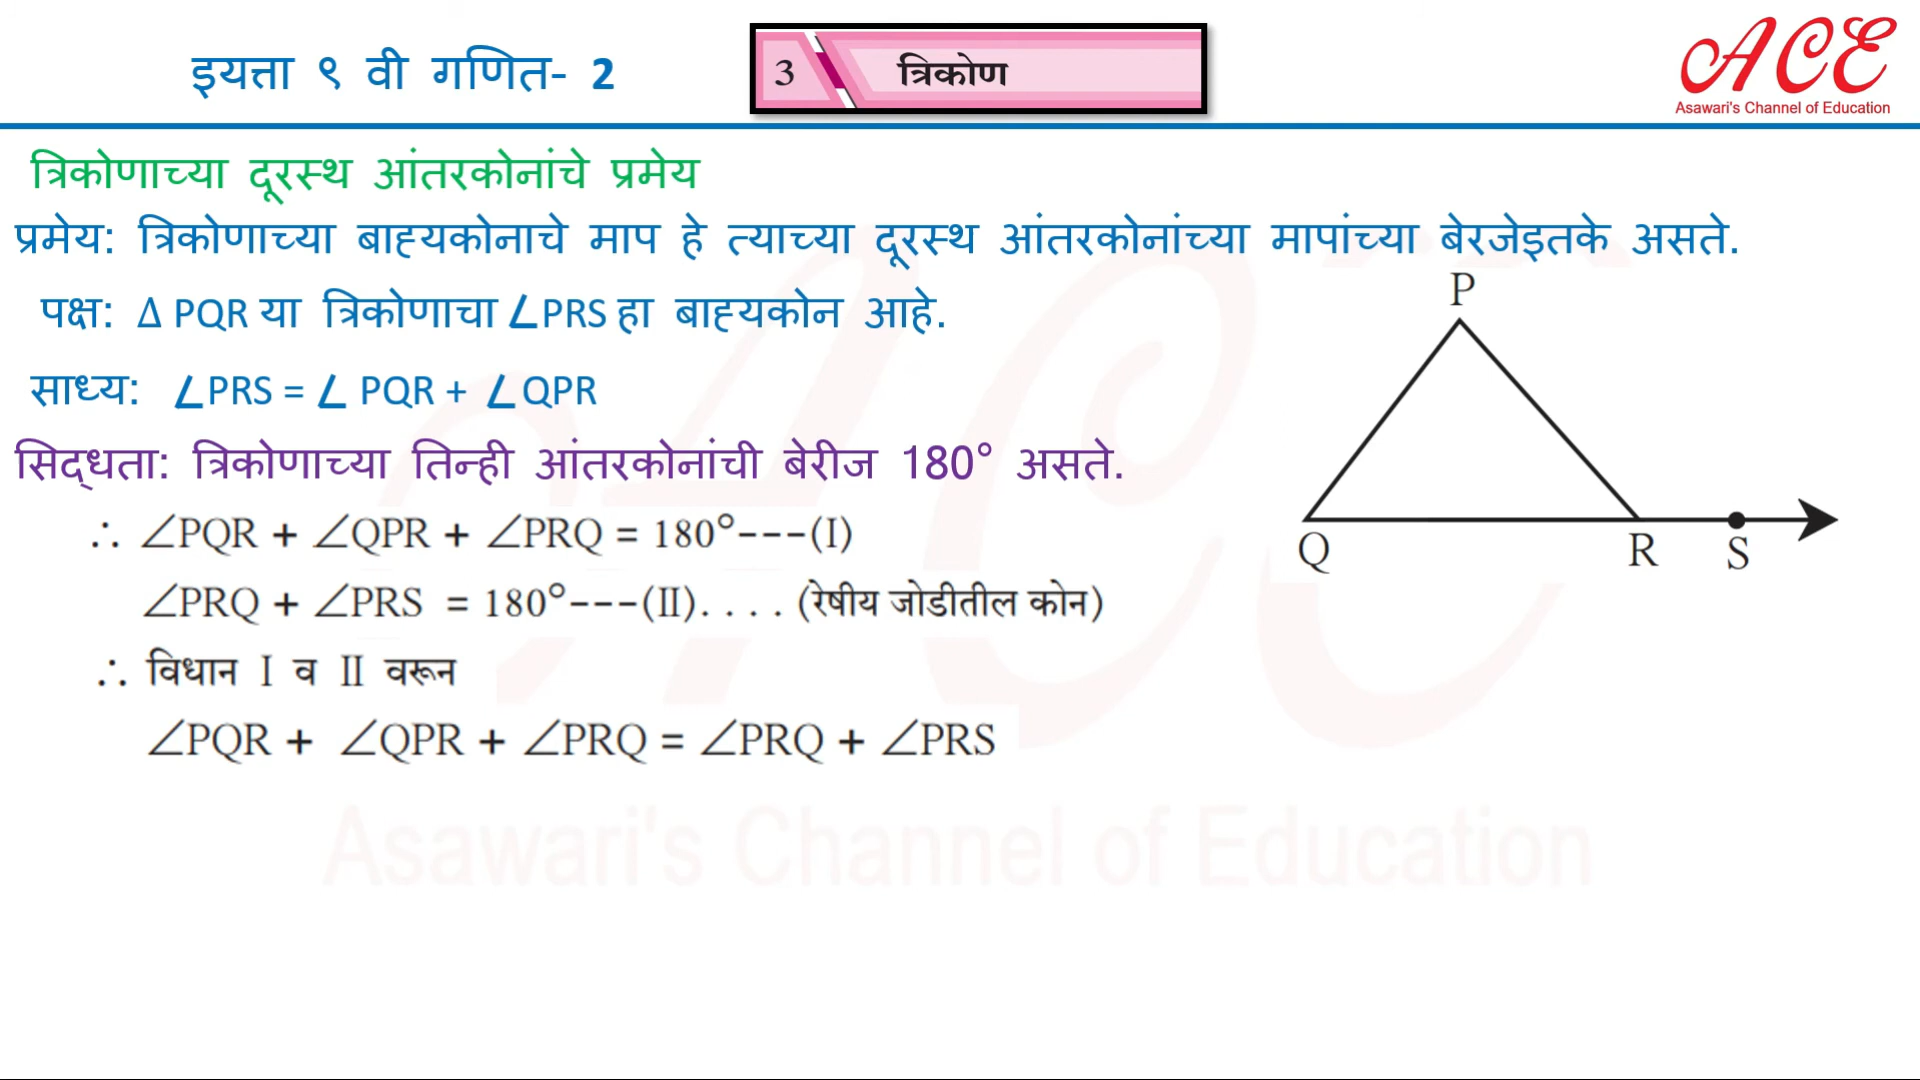 इयत्ता ९ वी गणित- 2
3 त्रिकोण
ACE
Asawari's Channel of Education
त्रिकोणाच्या दूरस्थ आंतरकोनांचे प्रमेय
प्रमेय: त्रिकोणाच्या बाह्यकोनाचे माप हे त्याच्या दूरस्थ आंतरकोनांच्या मापांच्या बेरजेइतके असते.
पक्ष: Δ PQR या त्रिकोणाचा ∠PRS हा बाह्यकोन आहे.
साध्य: ∠PRS = ∠ PQR + ∠QPR
सिद्धता: त्रिकोणाच्या तिन्ही आंतरकोनांची बेरीज 180° असते.
∴ ∠PQR + ∠QPR + ∠PRQ = 180°---(I)
∠PRQ + ∠PRS = 180°---(II). . . . (रेषीय जोडीतील कोन)
∴ विधान I व II वरून
∠PQR + ∠QPR + ∠PRQ = ∠PRQ + ∠PRS
P
Q R S
ACE
Asawari's Channel of Education